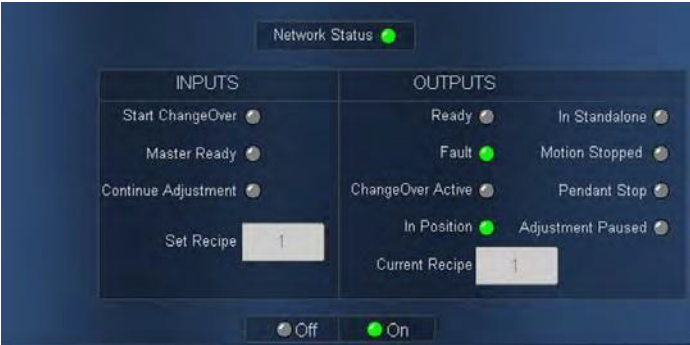 Network Status
INPUTS
Start ChangeOver
Master Ready
Continue Adjustment
Set Recipe 1
OUTPUTS
Ready In Standalone
Fault Motion Stopped
ChangeOver Active Pendant Stop
In Position Adjustment Paused
Current Recipe 1
Off On